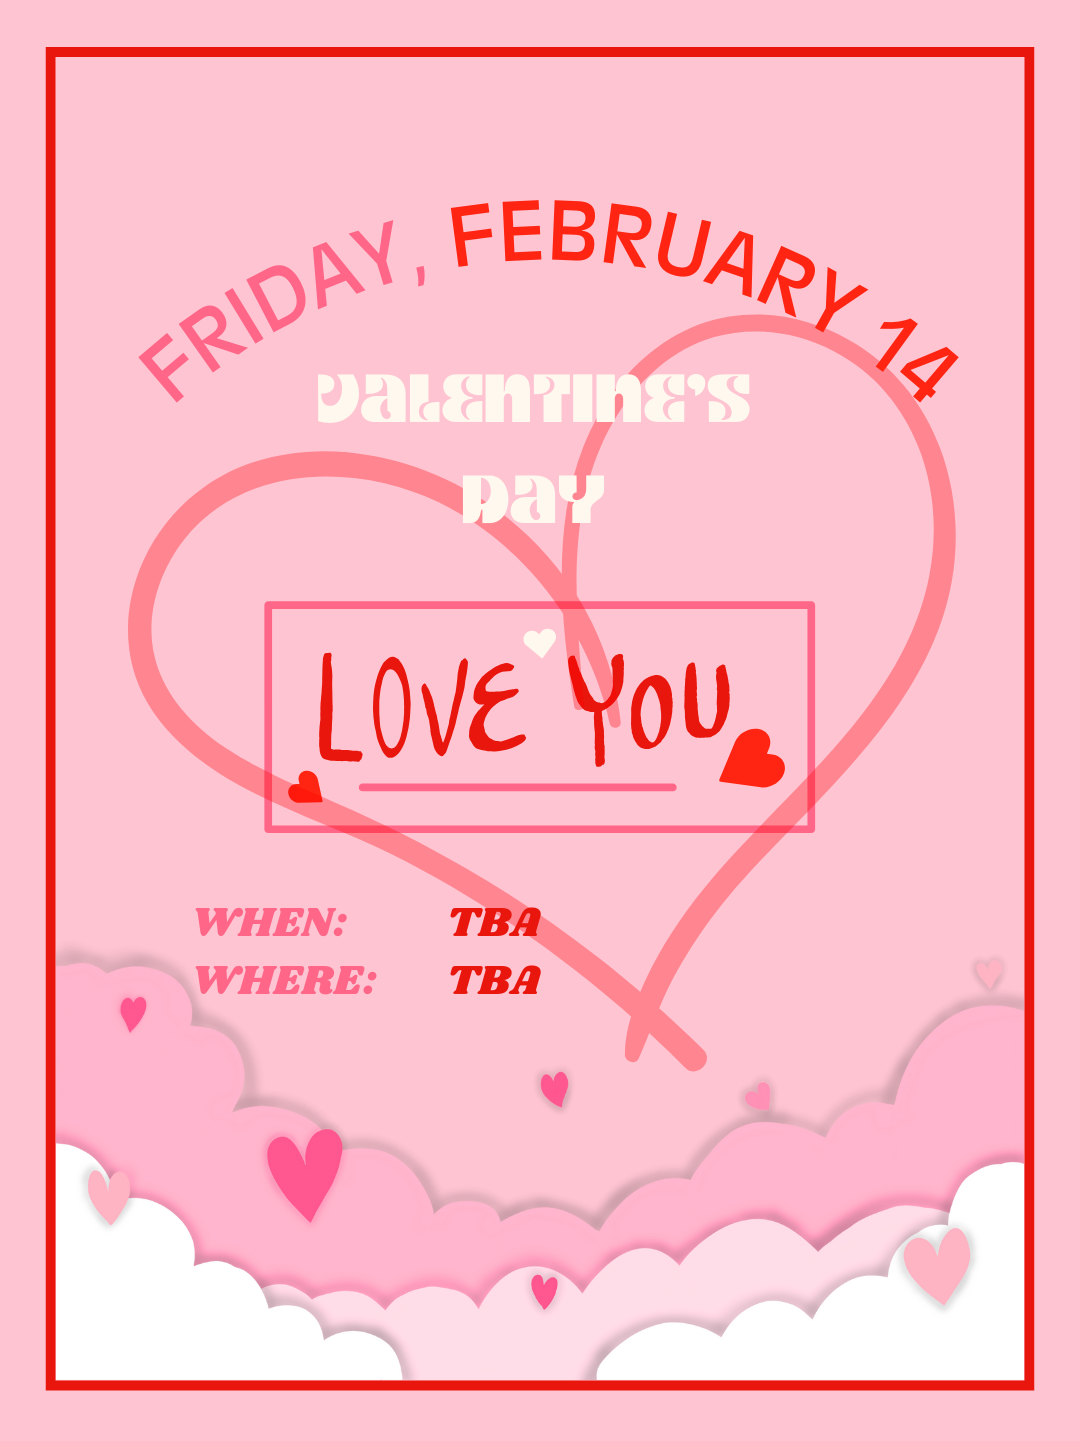 FRIDAY, FEBRUARY 14
VALENTINE'S
DAY
LOVE YOU
WHEN: TBA
WHERE: TBA